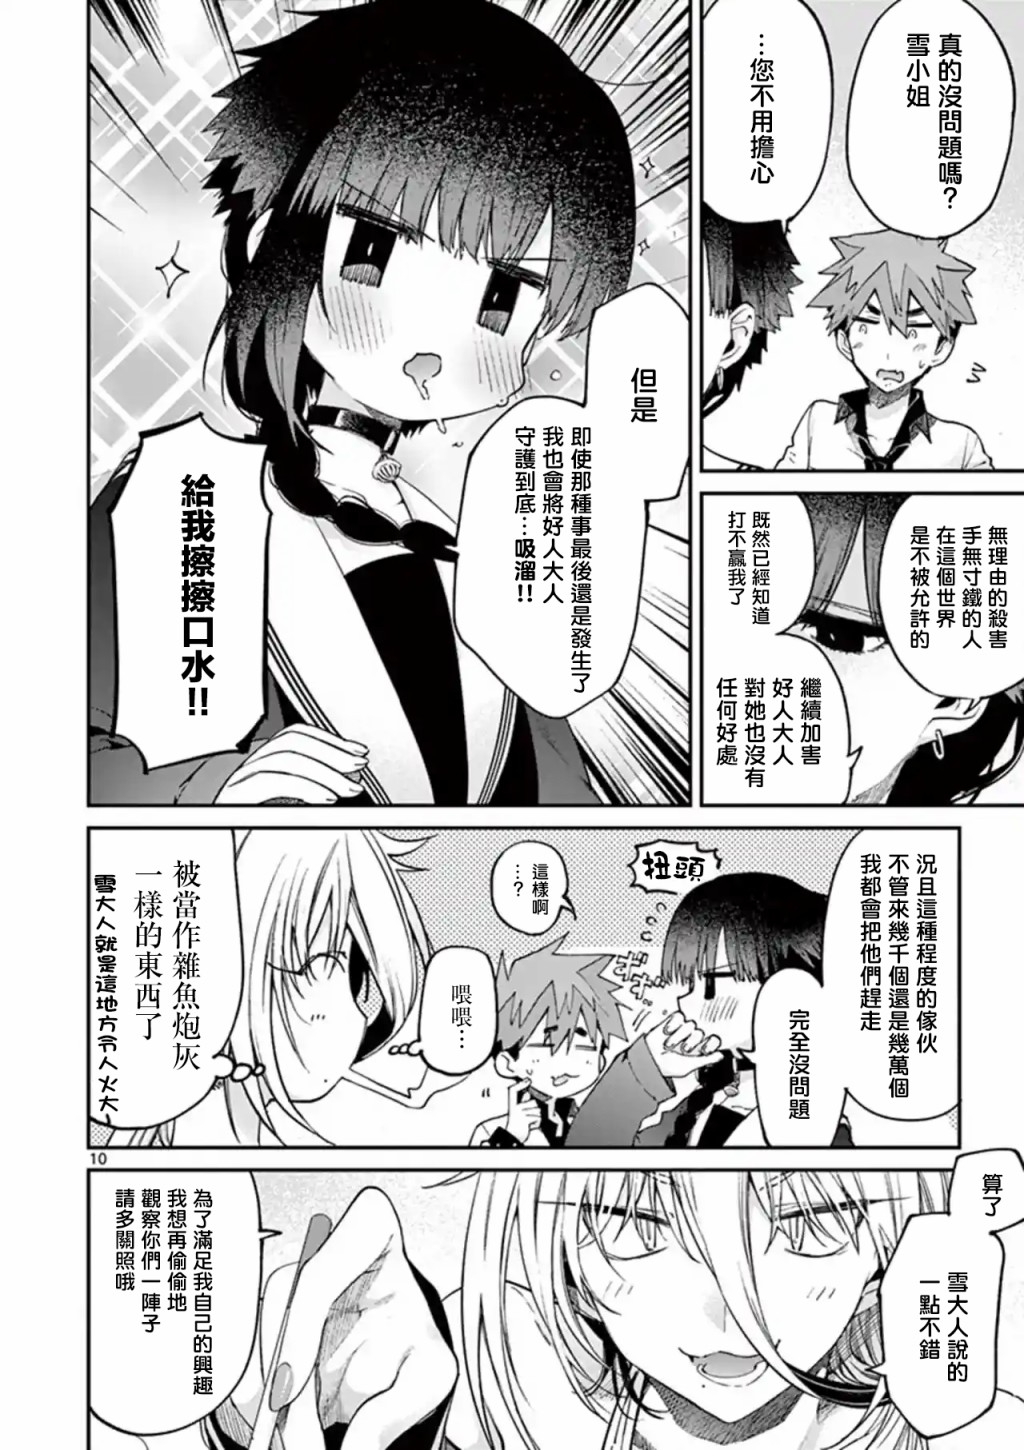 真的沒問題嗎？
雪小姐
…您不用擔心
無理由的殺害
手無寸鐵的人
在這個世界
是不被允許的
既然已經知道
打不贏我了
繼續加害
好人大人
對她也沒有
任何好處
但是
即使那種事最後還是發生了
我也會將好人大人
守護到底…吸溜!!
給我擦擦口水!!
況且這種程度的傢伙
不管來幾千個還是幾萬個
我都會把他們趕走
完全沒問題
扭頭
ギギギ
這樣啊
…？
喂喂…
被當作雜魚炮灰
一樣的東西了
雪大人就是這地方令人火大
算了
雪大人說的
一點不錯
為了滿足我自己的興趣
我想再偷偷地
觀察你們一陣子
請多關照哦
10